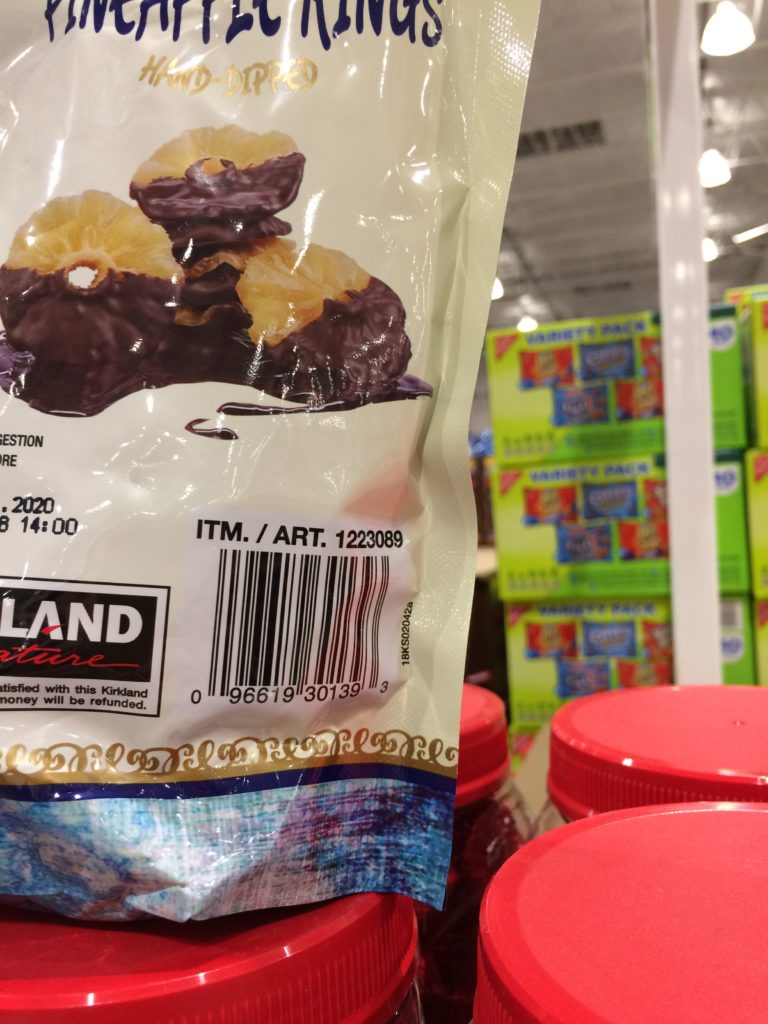 PINEAPPLE RINGS
HAND-DIPPED
GESTION
ORE
.2020
8 14:00
ITM. / ART. 1223089
0 96619 30139 3
18KS02042a
LAND
ature
atisfied with this Kirkland
money will be refunded.
VARIETY PACK
VARIETY PACK
VARIETY PACK